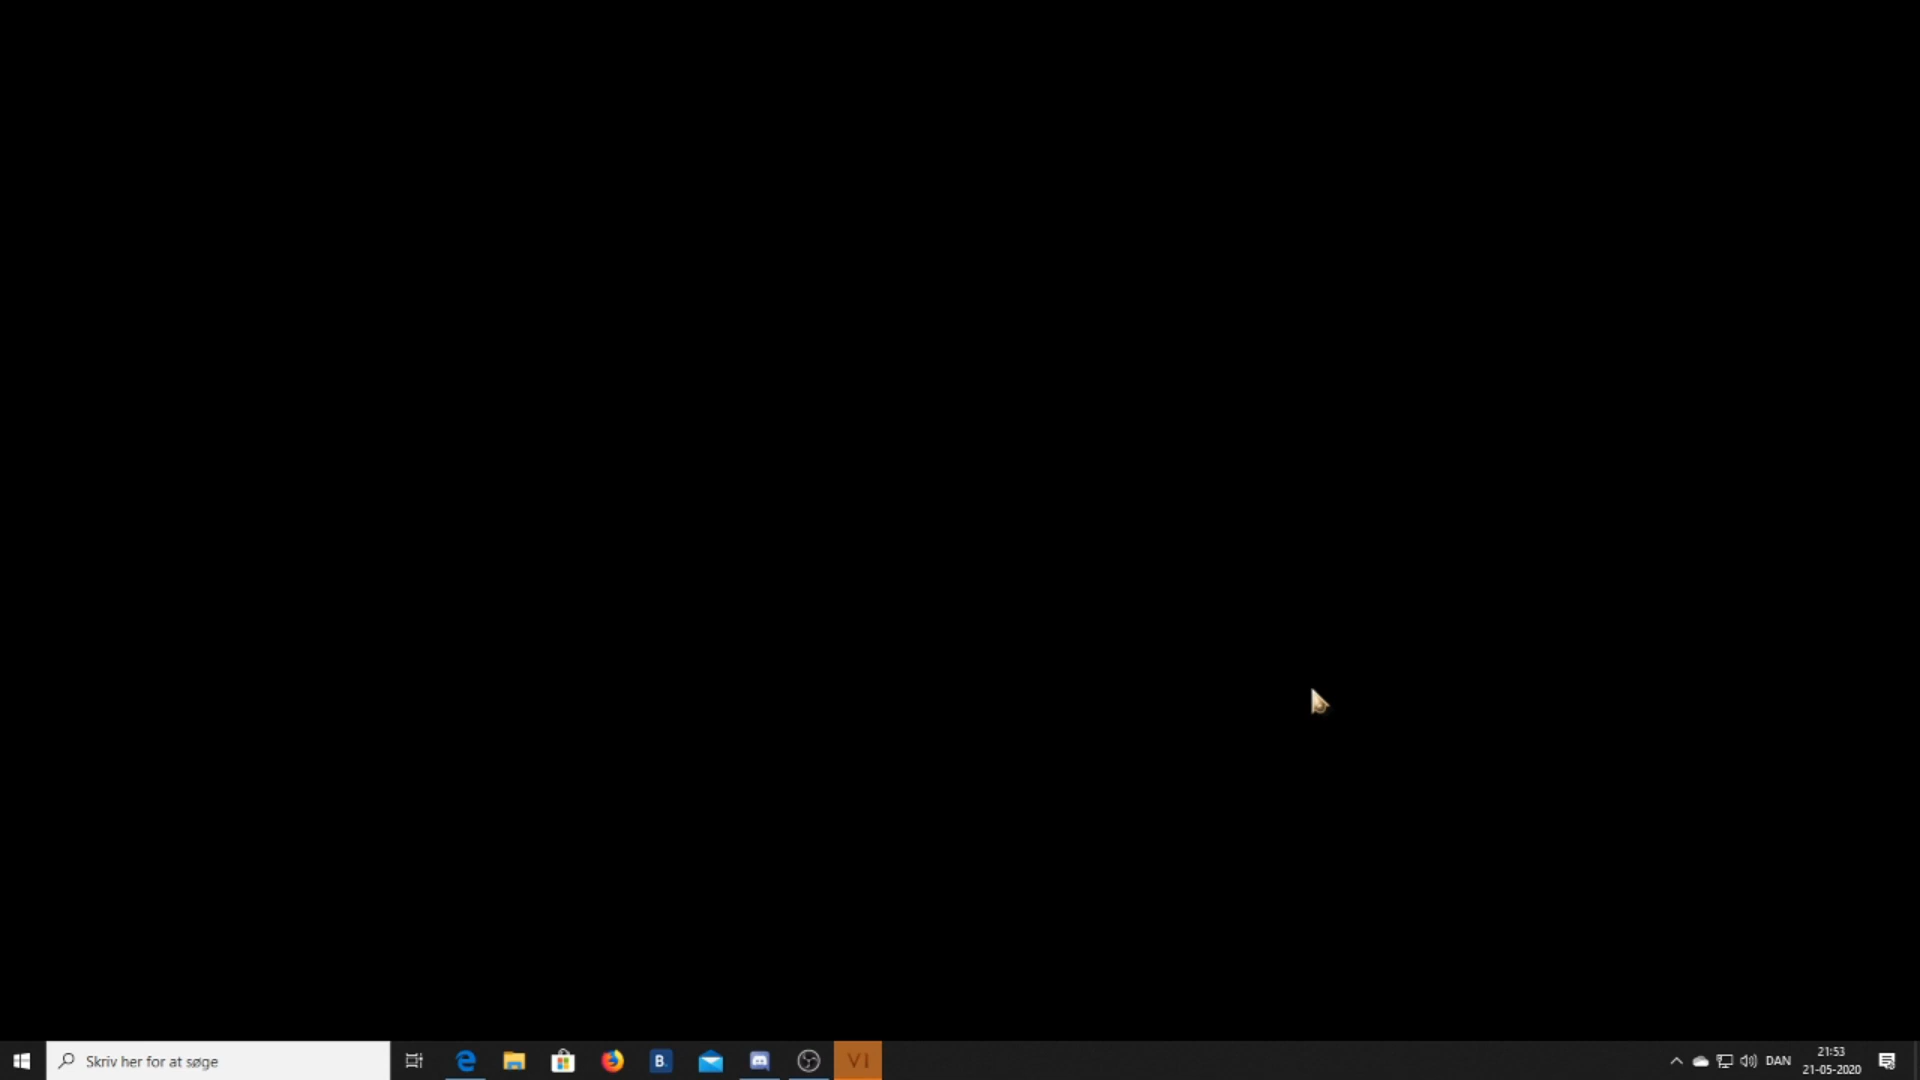 Skriv her for at søge
B.
VI
DAN
21:53
21-05-2020